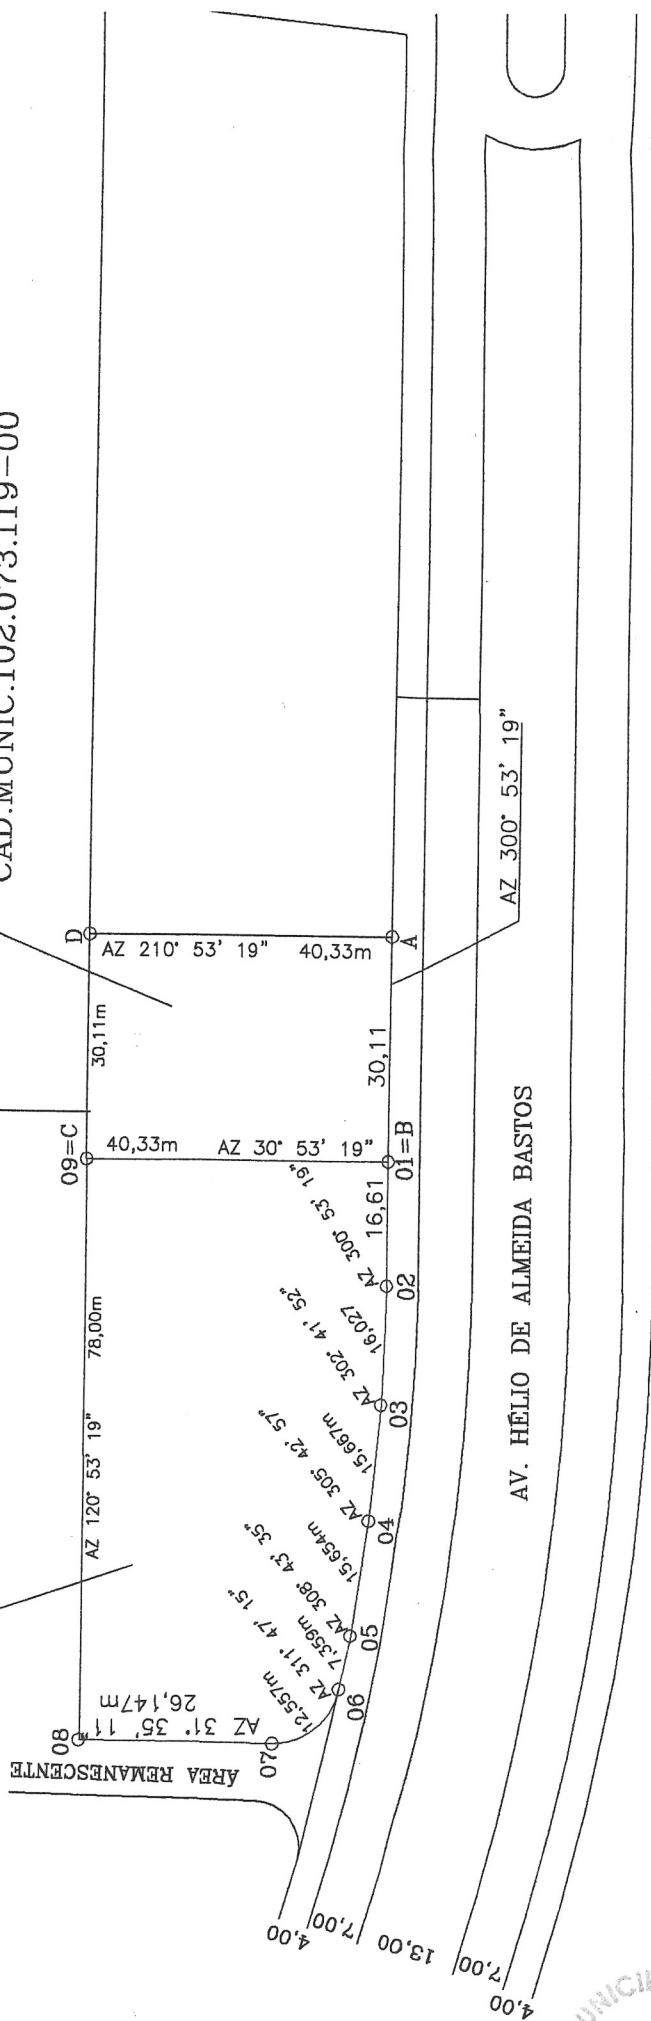 CAD.MUNIC.102.073.119-00
D
AZ 210° 53' 19" 40,33m
A
30,11m
30,11
AZ 300° 53' 19"
09=C
40,33m AZ 30° 53' 19"
01=B
16,61
AZ 300° 53' 19"
02
16,027
AZ 302° 41' 52"
03
15,667m
AZ 305° 42' 57"
04
15,654m
AZ 308° 43' 35"
05
7,359m
AZ 311° 47' 15"
06
12,557m
07
AZ 31° 35' 11"
26,147m
08
AZ 120° 53' 19" 78,00m
ÁREA REMANESCENTE
AV. HÉLIO DE ALMEIDA BASTOS
4,00
7,00
13,00
7,00
4,00